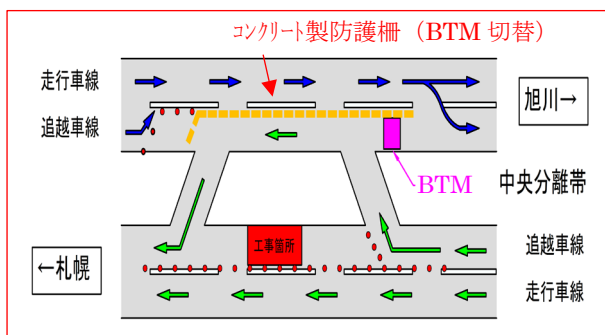 コンクリート製防護柵（BTM 切替）
走行車線
追越車線
旭川→
BTM
中央分離帯
工事箇所
追越車線
←札幌
走行車線